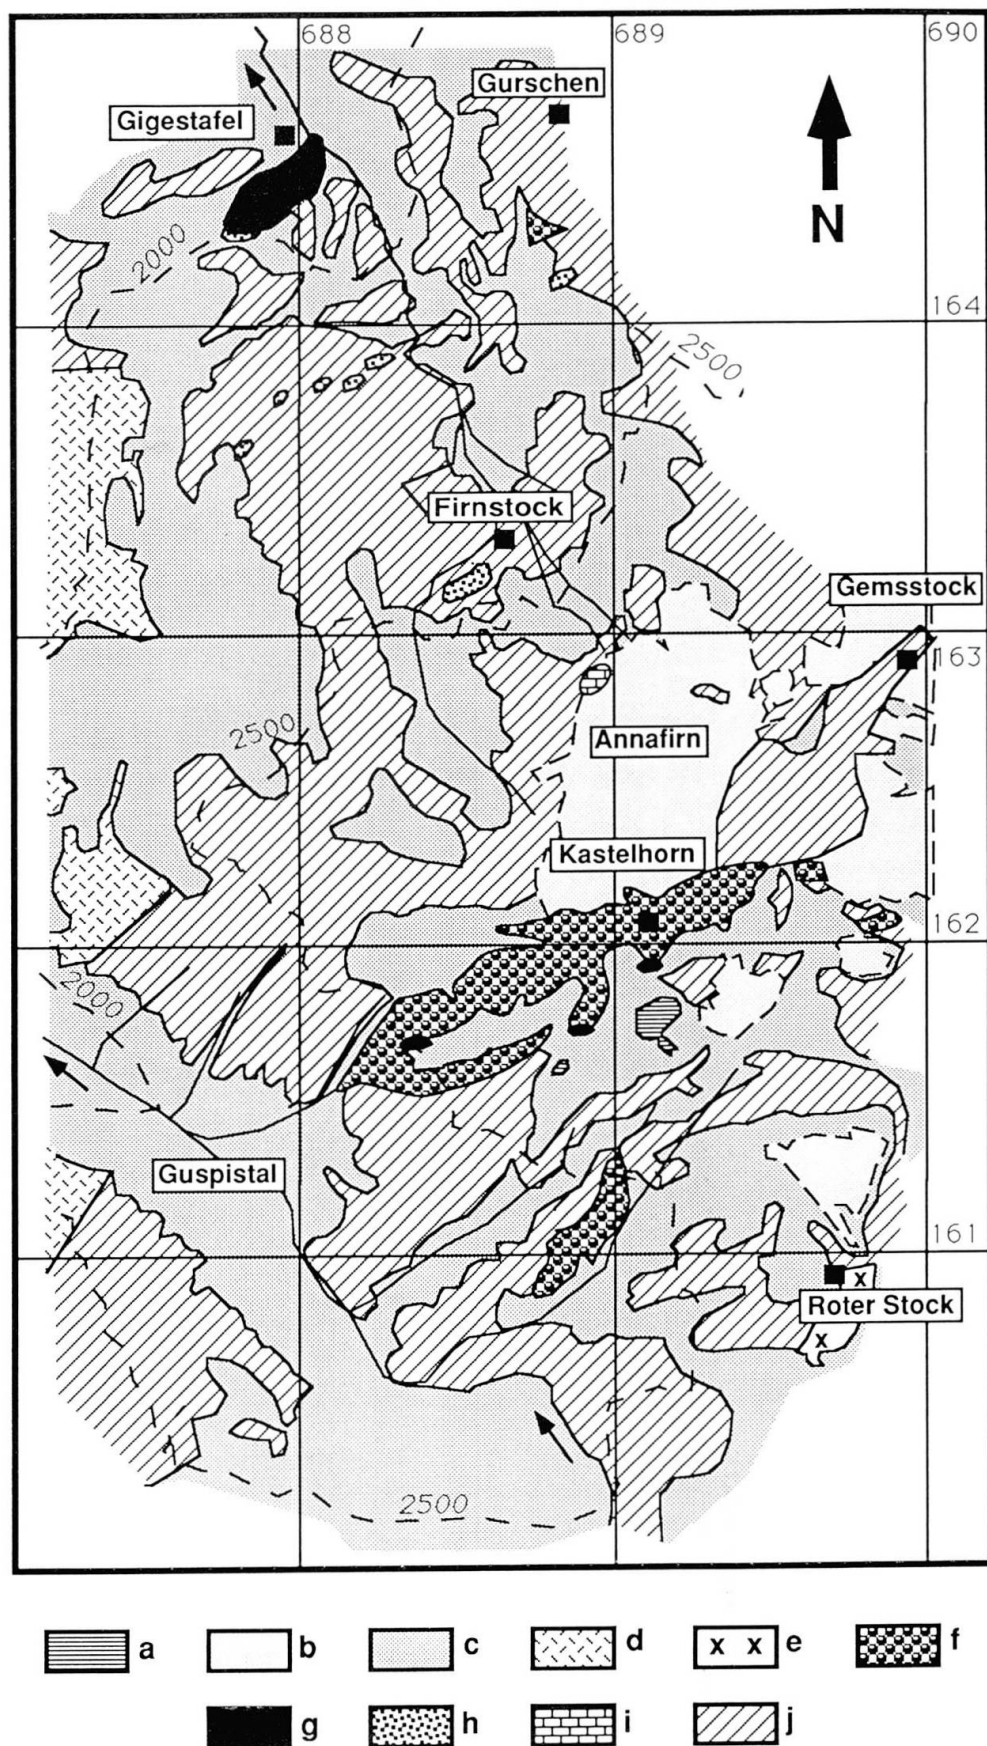 688
689
690
Gurschen
Gigestafel
N
2000
164
2500
Firnstock
Gemsstock
163
2500
Annafirn
Kastelhorn
162
2000
Guspistal
161
x
Roter Stock
x
2500
a
b
c
d
x x
e
f
g
h
i
j